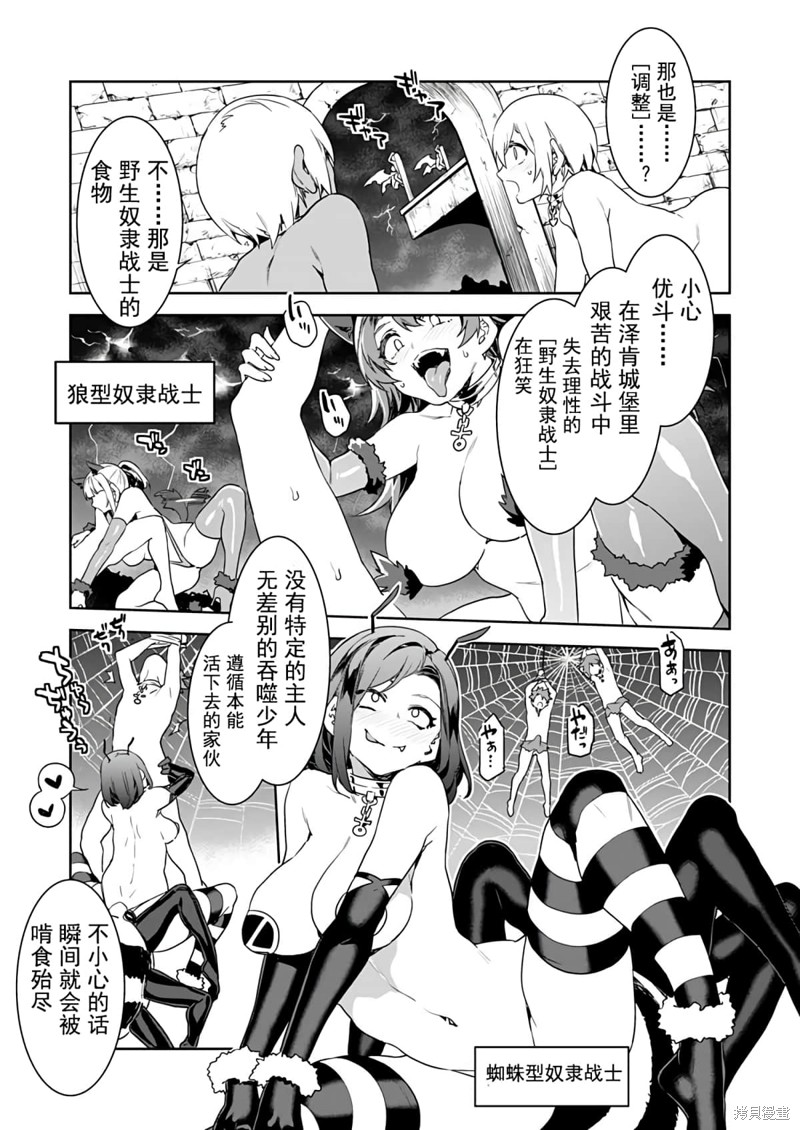 那也是……
[调整]……？
不……那是
野生奴隶战士的
食物
小心
优斗……
在泽肯城堡里
艰苦的战斗中
失去理性的
[野生奴隶战士]
在狂笑
狼型奴隶战士
没有特定的主人
无差别的吞噬少年
遵循本能
活下去的家伙
あぁっ
やだっ
やぁ…
不小心的话
瞬间就会被
啃食殆尽
蜘蛛型奴隶战士
拷貝漫畫